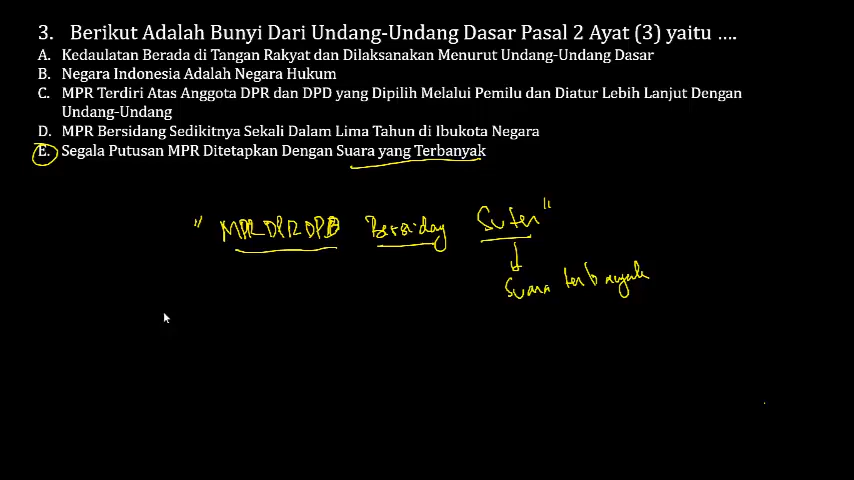 3. Berikut Adalah Bunyi Dari Undang-Undang Dasar Pasal 2 Ayat (3) yaitu ....
A. Kedaulatan Berada di Tangan Rakyat dan Dilaksanakan Menurut Undang-Undang Dasar
B. Negara Indonesia Adalah Negara Hukum
C. MPR Terdiri Atas Anggota DPR dan DPD yang Dipilih Melalui Pemilu dan Diatur Lebih Lanjut Dengan
Undang-Undang
D. MPR Bersidang Sedikitnya Sekali Dalam Lima Tahun di Ibukota Negara
E. Segala Putusan MPR Ditetapkan Dengan Suara yang Terbanyak
" MPR DPR DPD Bersidang Suter "
Suara terbanyak